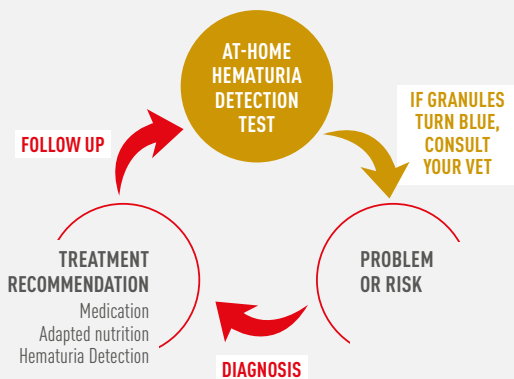 AT-HOME
HEMATURIA
DETECTION
TEST
IF GRANULES
TURN BLUE,
CONSULT
YOUR VET
FOLLOW UP
TREATMENT
RECOMMENDATION
Medication
Adapted nutrition
Hematuria Detection
PROBLEM
OR RISK
DIAGNOSIS